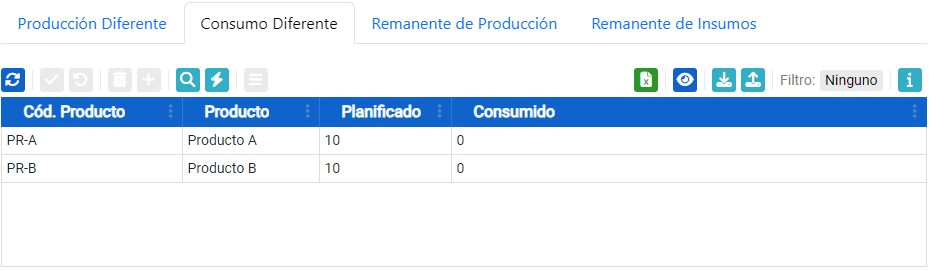 Producción Diferente Consumo Diferente Remanente de Producción Remanente de Insumos
Filtro: Ninguno
Cód. Producto Producto Planificado Consumido
PR-A Producto A 10 0
PR-B Producto B 10 0